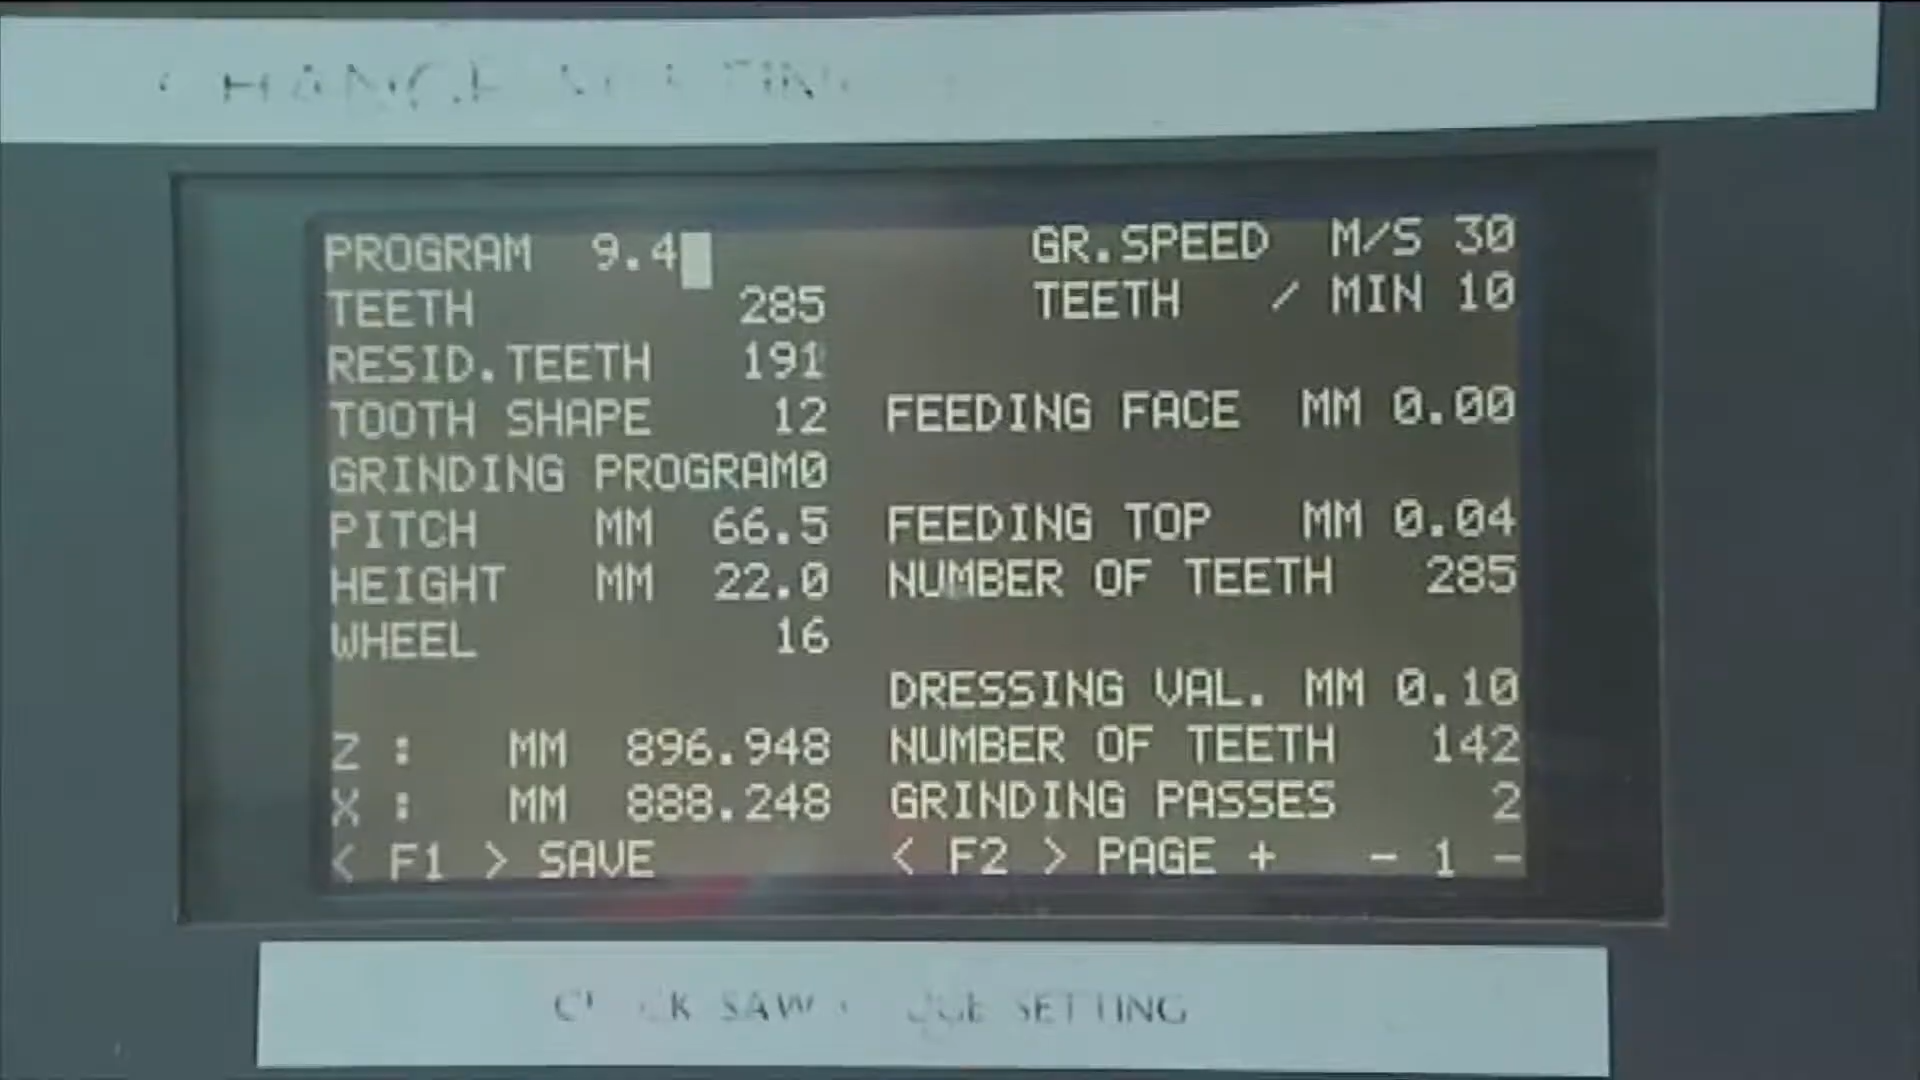 CHANGE
PROGRAM 9.4 GR.SPEED M/S 30
TEETH 285 TEETH / MIN 10
RESID.TEETH 191
TOOTH SHAPE 12 FEEDING FACE MM 0.00
GRINDING PROGRAM0
PITCH MM 66.5 FEEDING TOP MM 0.04
HEIGHT MM 22.0 NUMBER OF TEETH 285
WHEEL 16
DRESSING VAL. MM 0.10
Z : MM 896.948 NUMBER OF TEETH 142
X : MM 888.248 GRINDING PASSES 2
< F1 > SAVE < F2 > PAGE + - 1 -
SAW SETTING